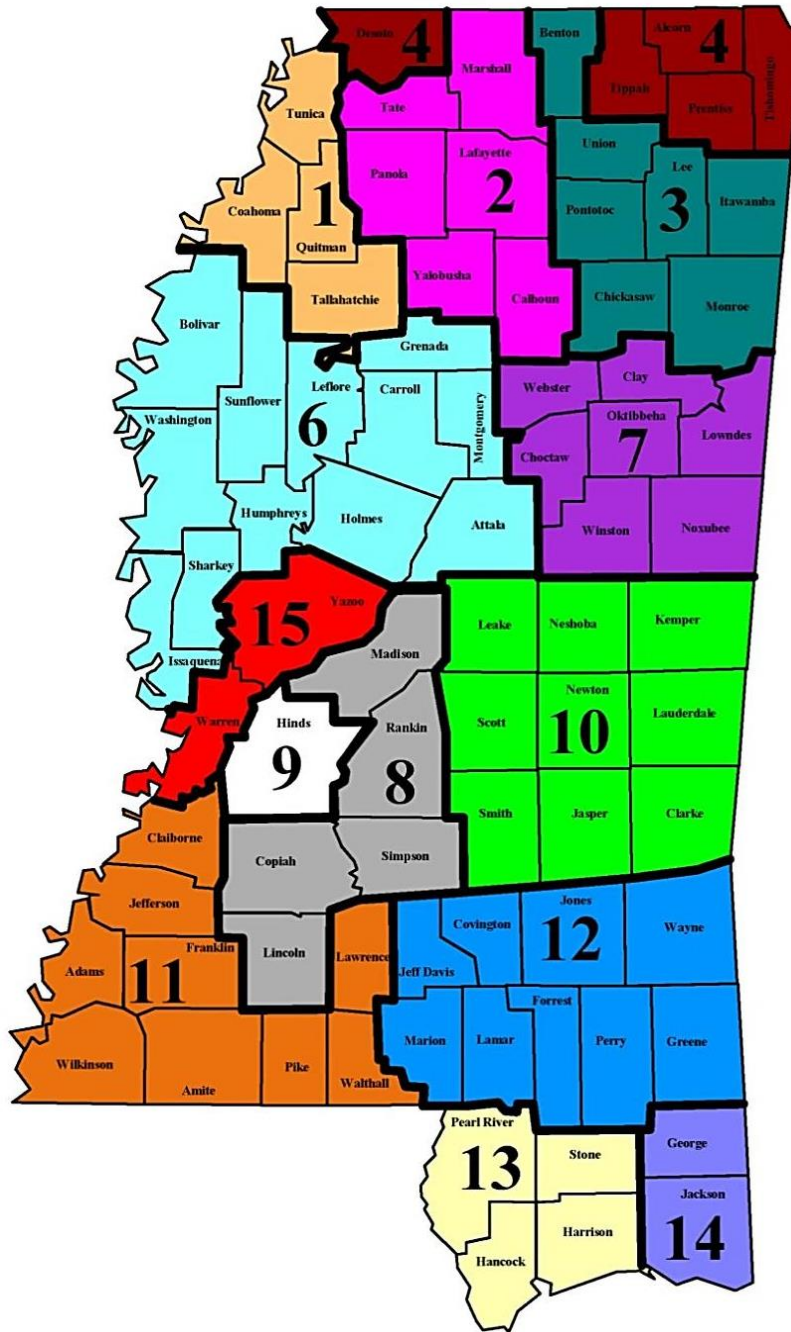 Desoto
4
Benton
Alcorn
4
Tishomingo
Marshall
Tippah
Prentiss
Tunica
Tate
Union
Lee
Panola
Lafayette
2
1
Coahoma
Quitman
Pontotoc
3
Itawamba
Yalobusha
Calhoun
Tallahatchie
Chickasaw
Monroe
Bolivar
Grenada
Leflore
Carroll
Webster
Clay
Sunflower
Montgomery
Oktibbeha
Washington
6
Lowndes
7
Choctaw
Humphreys
Holmes
Attala
Winston
Noxubee
Sharkey
Yazoo
15
Leake
Neshoba
Kemper
Issaquena
Madison
Newton
Warren
Hinds
Rankin
Scott
10
Lauderdale
9
8
Smith
Jasper
Clarke
Claiborne
Copiah
Simpson
Jefferson
Jones
Covington
12
Wayne
Franklin
Lincoln
Lawrence
Adams
11
Jeff Davis
Forrest
Marion
Lamar
Perry
Greene
Wilkinson
Amite
Pike
Walthall
Pearl River
13
Stone
George
Jackson
14
Hancock
Harrison